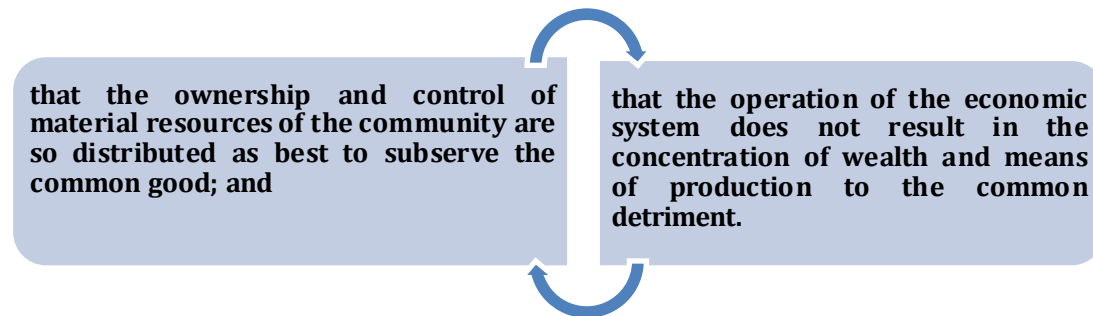 that the ownership and control of
material resources of the community are
so distributed as best to subserve the
common good; and
that the operation of the economic
system does not result in the
concentration of wealth and means
of production to the common
detriment.